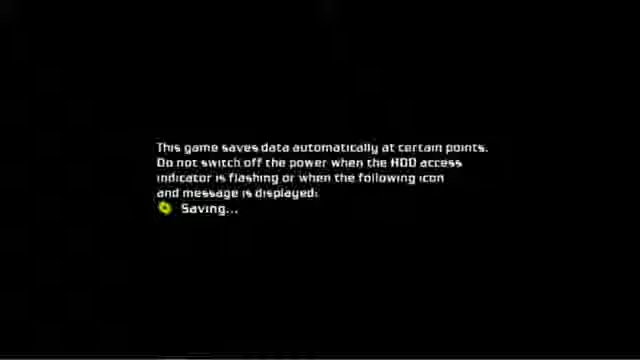 This game saves data automatically at certain points.
Do not switch off the power when the HDD access
indicator is flashing or when the following icon
and message is displayed:
Saving...